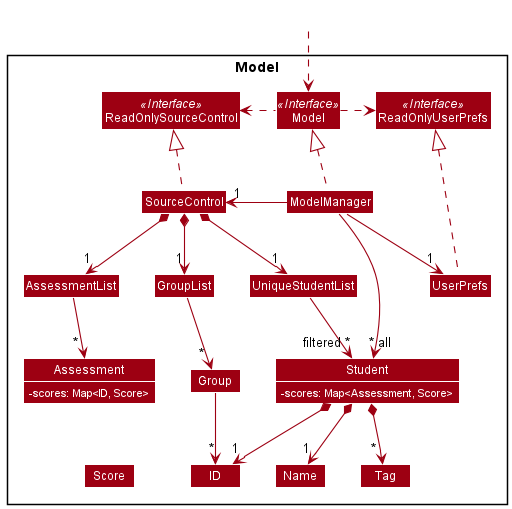 Model
«Interface»
ReadOnlySourceControl
«Interface»
Model
«Interface»
ReadOnlyUserPrefs
SourceControl
1
ModelManager
1
1
1
1
AssessmentList
GroupList
UniqueStudentList
UserPrefs
*
*
filtered *
* all
Assessment
-scores: Map<ID, Score>
Group
Student
-scores: Map<Assessment, Score>
*
1
1
*
Score
ID
Name
Tag